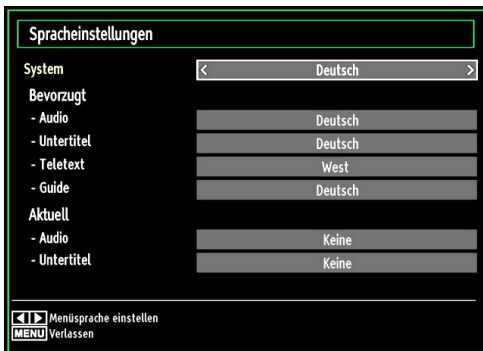 Spracheinstellungen
System < Deutsch >
Bevorzugt
- Audio Deutsch
- Untertitel Deutsch
- Teletext West
- Guide Deutsch
Aktuell
- Audio Keine
- Untertitel Keine
Menüsprache einstellen
MENU Verlassen